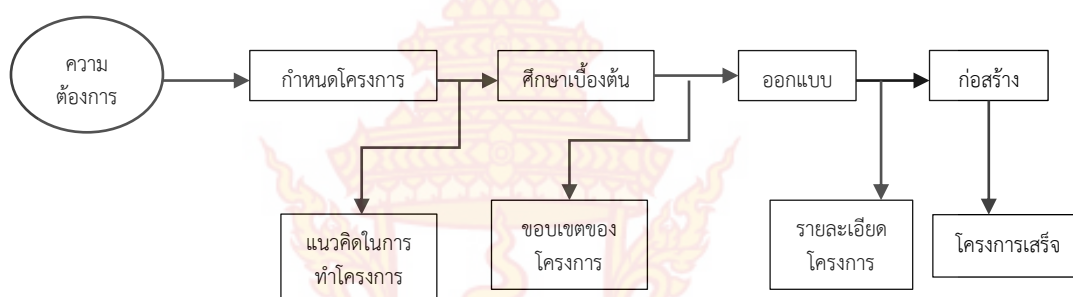 ความ
ต้องการ
กำหนดโครงการ
ศึกษาเบื้องต้น
ออกแบบ
ก่อสร้าง
แนวคิดในการ
ทำโครงการ
ขอบเขตของ
โครงการ
รายละเอียด
โครงการ
โครงการเสร็จ